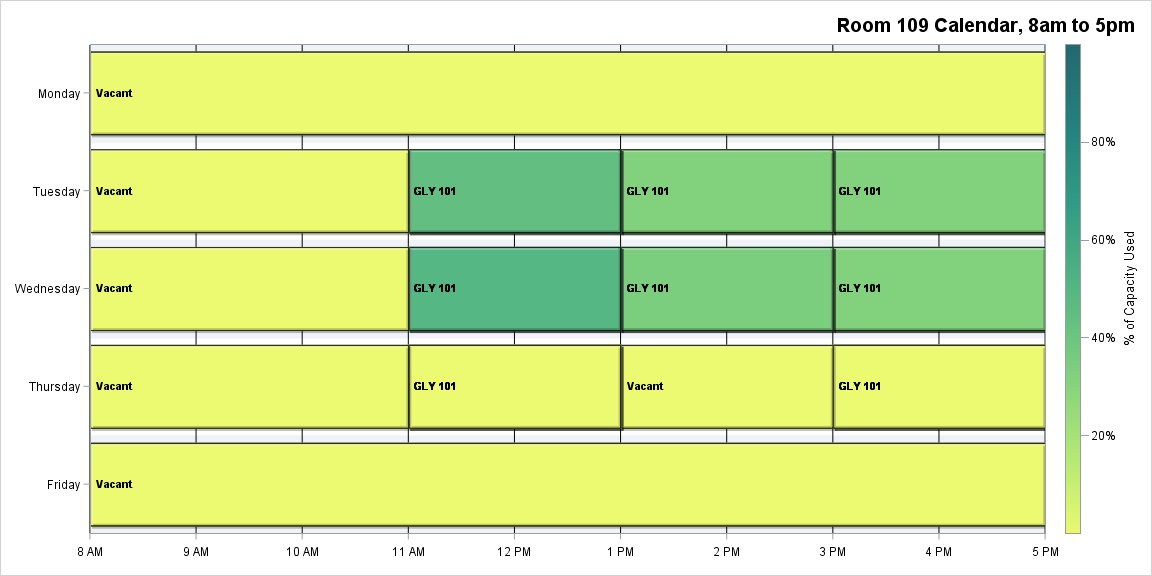 Room 109 Calendar, 8am to 5pm
Monday
Vacant
Tuesday
Vacant
GLY 101
GLY 101
GLY 101
Wednesday
Vacant
GLY 101
GLY 101
GLY 101
Thursday
Vacant
GLY 101
Vacant
GLY 101
Friday
Vacant
8 AM
9 AM
10 AM
11 AM
12 PM
1 PM
2 PM
3 PM
4 PM
5 PM
80%
60%
40%
20%
% of Capacity Used